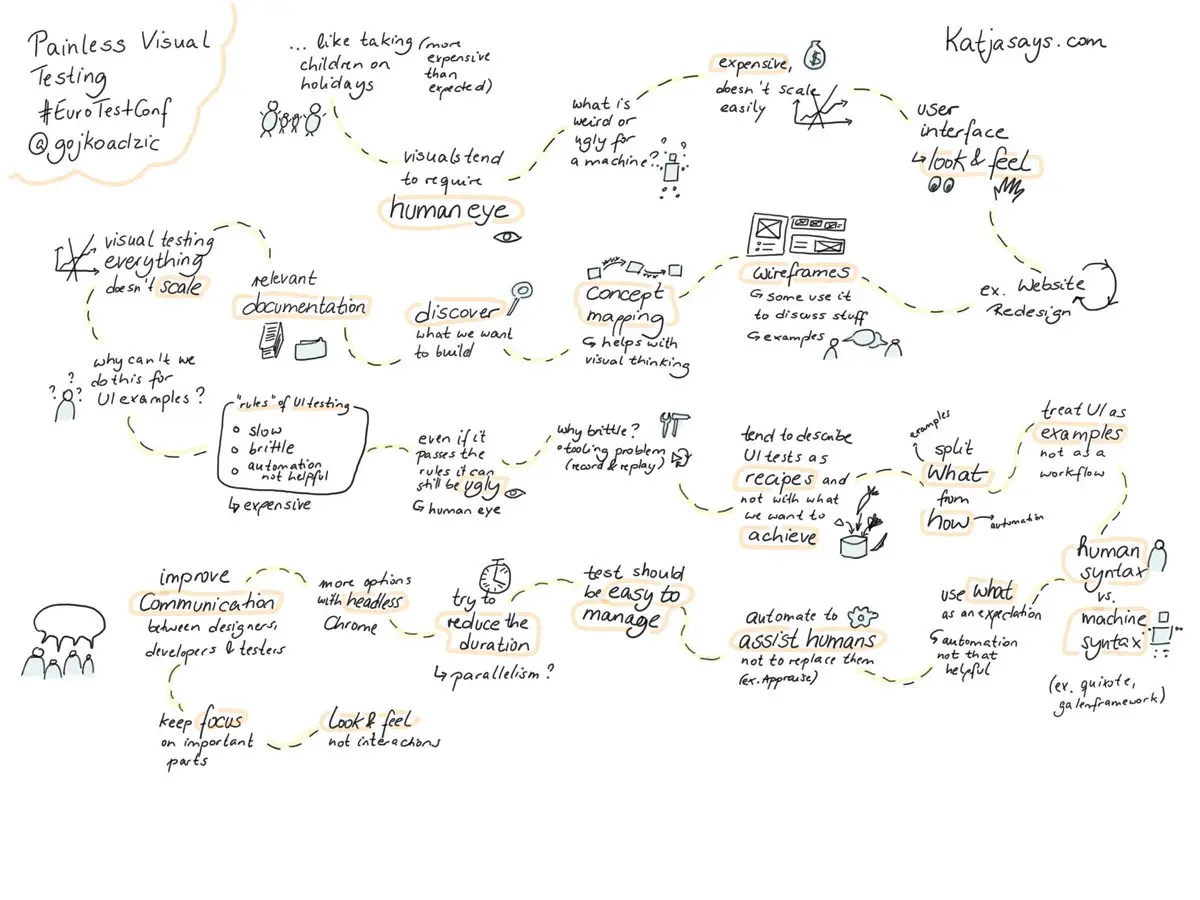 Painless Visual
Testing
#EuroTestConf
@gojkoadzic
... like taking
children on
holidays
(more
expensive
than
expected)
visuals tend
to require
human eye
what is
weird or
ugly for
a machine?
expensive,
$
doesn't scale
easily
Katjasays.com
user
interface
↳ look & feel
ex. Website
Redesign
wireframes
↳ some use it
to discuss stuff
↳ examples
concept
mapping
↳ helps with
visual thinking
discover
what we want
to build
relevant
documentation
visual testing
everything
doesn't scale
why can't we
do this for
UI examples?
? ? ?
"rules" of UI testing
o slow
o brittle
o automation
not helpful
↳ expensive
even if it
passes the
rules it can
still be ugly
↳ human eye
why brittle?
o tooling problem
(record & replay)
tend to describe
UI tests as
recipes and
not with what
we want to
achieve
examples
split
what
from
how → automation
treat UI as
examples
not as a
workflow
human
syntax
vs.
machine
syntax
(ex. quixote,
galenframework)
use what
as an expectation
↳ automation
not that
helpful
automate to
assist humans
not to replace them
(ex. Appraise)
test should
be easy to
manage
try to
reduce the
duration
↳ parallelism?
more options
with headless
Chrome
improve
Communication
between designers,
developers & testers
keep focus
on important
parts
Look & feel
not interactions